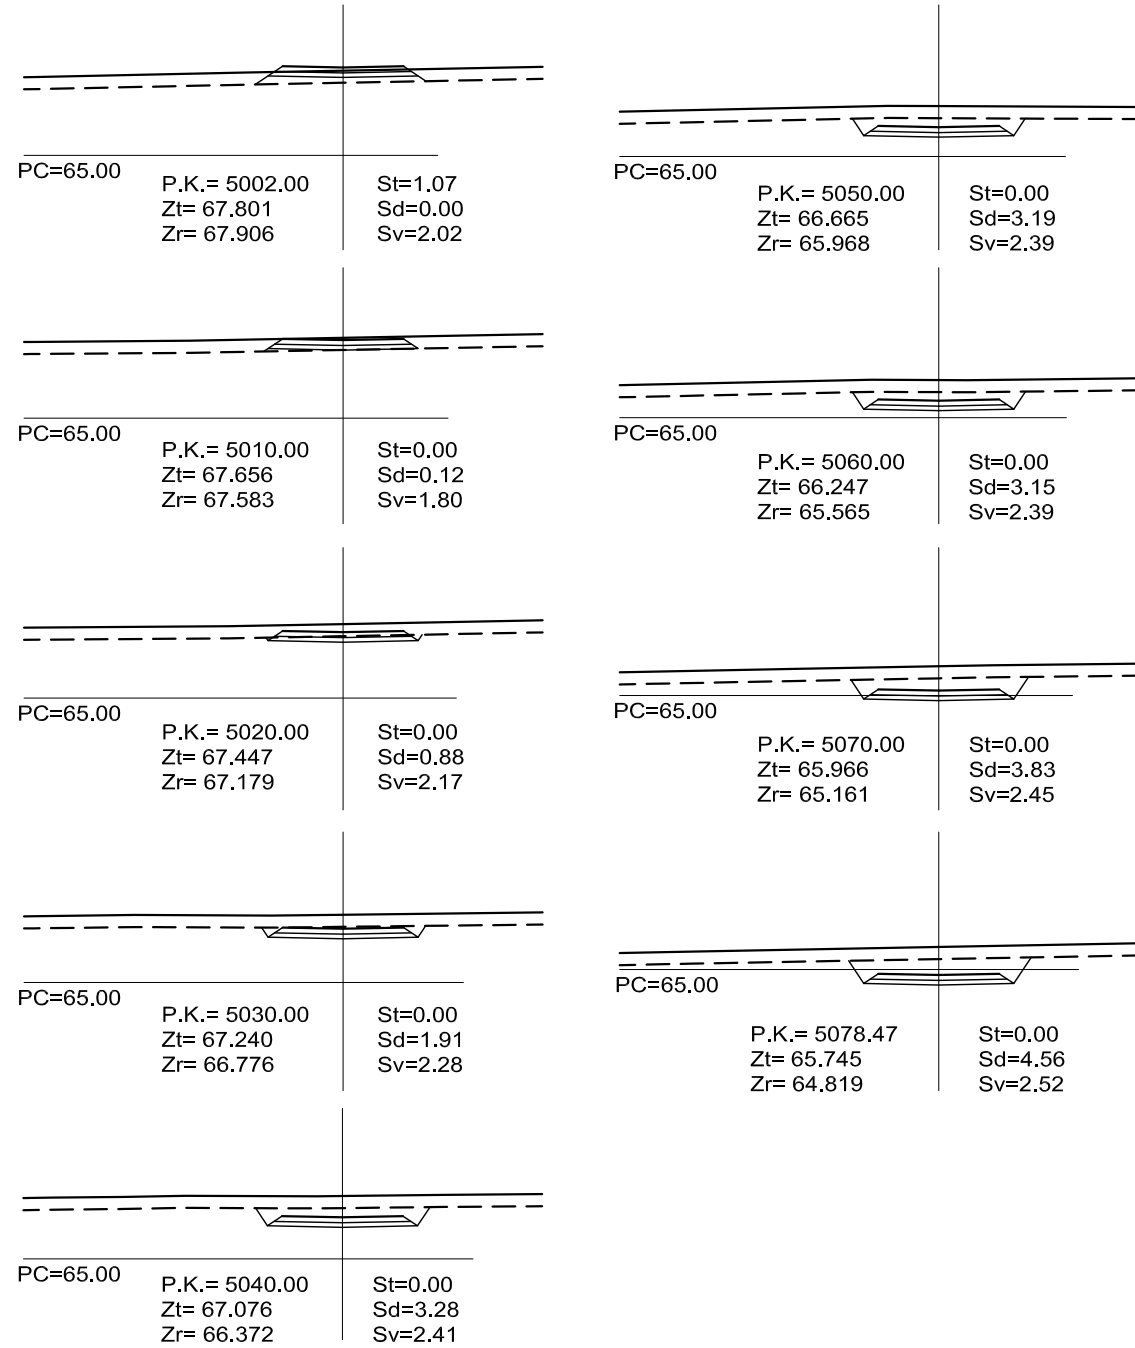 PC=65.00
P.K.= 5002.00 St=1.07
Zt= 67.801 Sd=0.00
Zr= 67.906 Sv=2.02
PC=65.00
P.K.= 5010.00 St=0.00
Zt= 67.656 Sd=0.12
Zr= 67.583 Sv=1.80
PC=65.00
P.K.= 5020.00 St=0.00
Zt= 67.447 Sd=0.88
Zr= 67.179 Sv=2.17
PC=65.00
P.K.= 5030.00 St=0.00
Zt= 67.240 Sd=1.91
Zr= 66.776 Sv=2.28
PC=65.00
P.K.= 5040.00 St=0.00
Zt= 67.076 Sd=3.28
Zr= 66.372 Sv=2.41
PC=65.00
P.K.= 5050.00 St=0.00
Zt= 66.665 Sd=3.19
Zr= 65.968 Sv=2.39
PC=65.00
P.K.= 5060.00 St=0.00
Zt= 66.247 Sd=3.15
Zr= 65.565 Sv=2.39
PC=65.00
P.K.= 5070.00 St=0.00
Zt= 65.966 Sd=3.83
Zr= 65.161 Sv=2.45
PC=65.00
P.K.= 5078.47 St=0.00
Zt= 65.745 Sd=4.56
Zr= 64.819 Sv=2.52